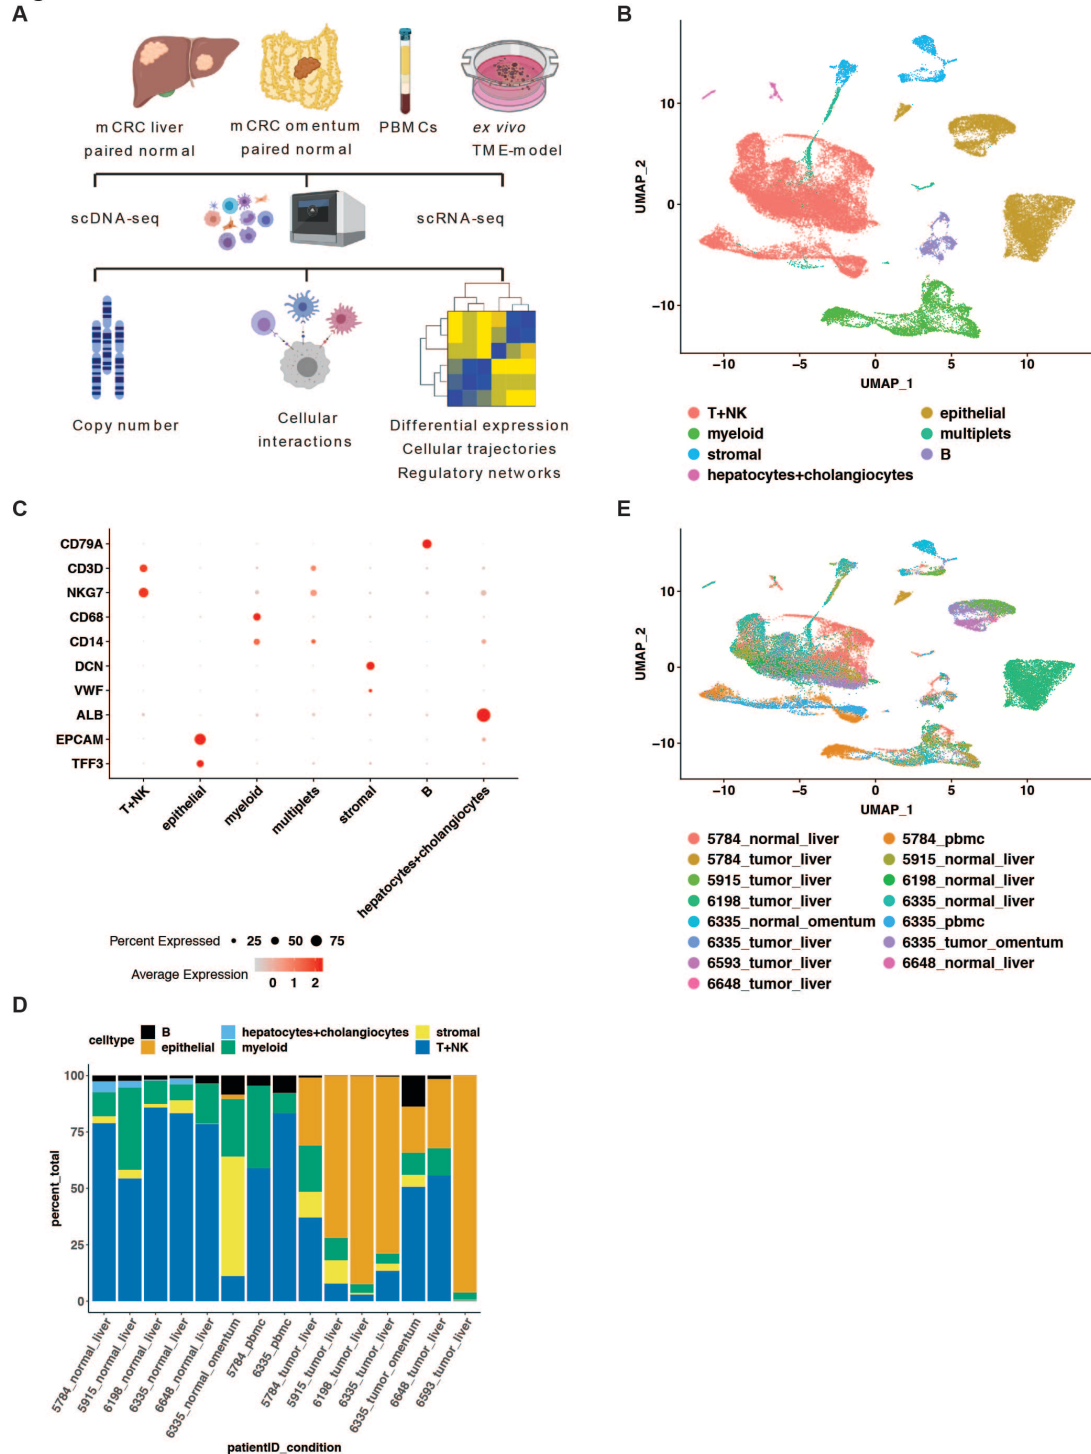 A
mCRC liver
paired normal
mCRC omentum
paired normal
PBMCs
ex vivo
TME-model
scDNA-seq
scRNA-seq
Copy number
Cellular
interactions
Differential expression
Cellular trajectories
Regulatory networks
B
UMAP_2
10
0
−10
−10
−5
0
5
10
UMAP_1
T+NK
epithelial
myeloid
multiplets
stromal
B
hepatocytes+cholangiocytes
C
CD79A
CD3D
NKG7
CD68
CD14
DCN
VWF
ALB
EPCAM
TFF3
T+NK
epithelial
myeloid
multiplets
stromal
B
hepatocytes+cholangiocytes
Percent Expressed 25 50 75
Average Expression
0 1 2
E
UMAP_2
10
0
−10
−10
−5
0
5
10
UMAP_1
5784_normal_liver
5784_pbmc
5784_tumor_liver
5915_normal_liver
5915_tumor_liver
6198_normal_liver
6198_tumor_liver
6335_normal_liver
6335_normal_omentum
6335_pbmc
6335_tumor_liver
6335_tumor_omentum
6593_tumor_liver
6648_normal_liver
6648_tumor_liver
D
celltype
B
hepatocytes+cholangiocytes
stromal
epithelial
myeloid
T+NK
percent_total
100
75
50
25
0
5784_normal_liver
5915_normal_liver
6198_normal_liver
6335_normal_liver
6648_normal_liver
6335_normal_omentum
5784_pbmc
6335_pbmc
5784_tumor_liver
5915_tumor_liver
6198_tumor_liver
6335_tumor_liver
6335_tumor_omentum
6648_tumor_liver
6593_tumor_liver
patientID_condition